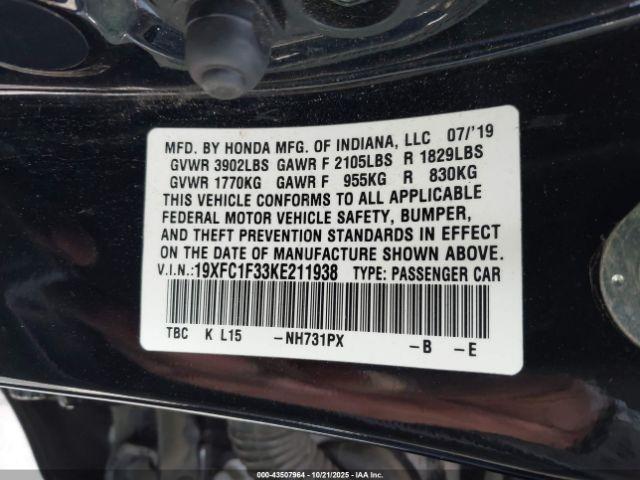 MFD. BY HONDA MFG. OF INDIANA, LLC 07/'19
GVWR 3902LBS GAWR F 2105LBS R 1829LBS
GVWR 1770KG GAWR F 955KG R 830KG
THIS VEHICLE CONFORMS TO ALL APPLICABLE
FEDERAL MOTOR VEHICLE SAFETY, BUMPER,
AND THEFT PREVENTION STANDARDS IN EFFECT
ON THE DATE OF MANUFACTURE SHOWN ABOVE.
V.I.N.:19XFC1F33KE211938 TYPE: PASSENGER CAR
TBC K L15 -NH731PX -B -E
000-43507964 | 10/21/2025 | IAAI.COM